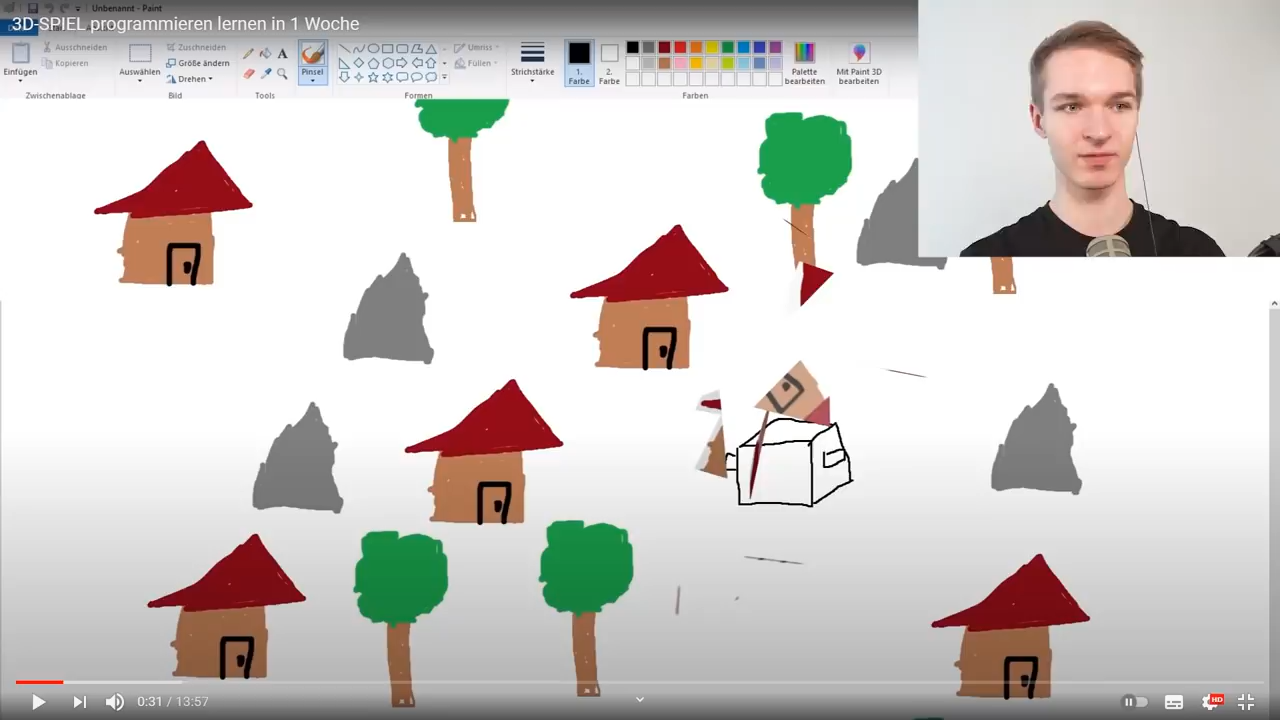 Unbenannt - Paint
3D-SPIEL programmieren lernen in 1 Woche
Ausschneiden
Kopieren
Einfügen
Zwischenablage
Auswählen
Zuschneiden
Größe ändern
Drehen
Bild
A
Tools
Pinsel
Formen
Umriss
Füllen
Strichstärke
1.
Farbe
2.
Farbe
Palette
bearbeiten
Mit Paint 3D
bearbeiten
Farben
0:31 / 13:57
HD